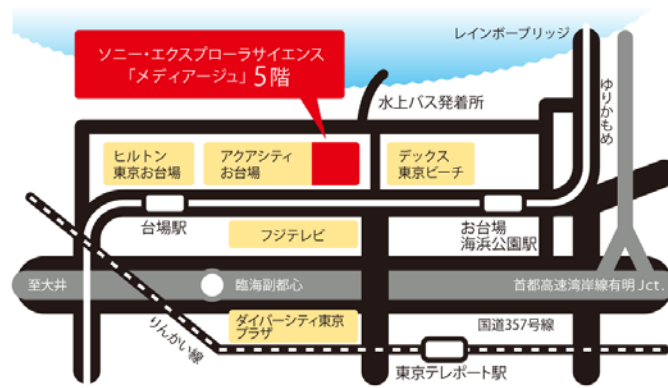 レインボーブリッジ
ソニー・エクスプローラサイエンス
「メディアージュ」5階
ゆりかもめ
水上バス発着所
ヒルトン
東京お台場
アクアシティ
お台場
デックス
東京ビーチ
台場駅
フジテレビ
お台場
海浜公園駅
至大井
臨海副都心
首都高速湾岸線有明Jct.
りんかい線
ダイバーシティ東京
プラザ
国道357号線
東京テレポート駅